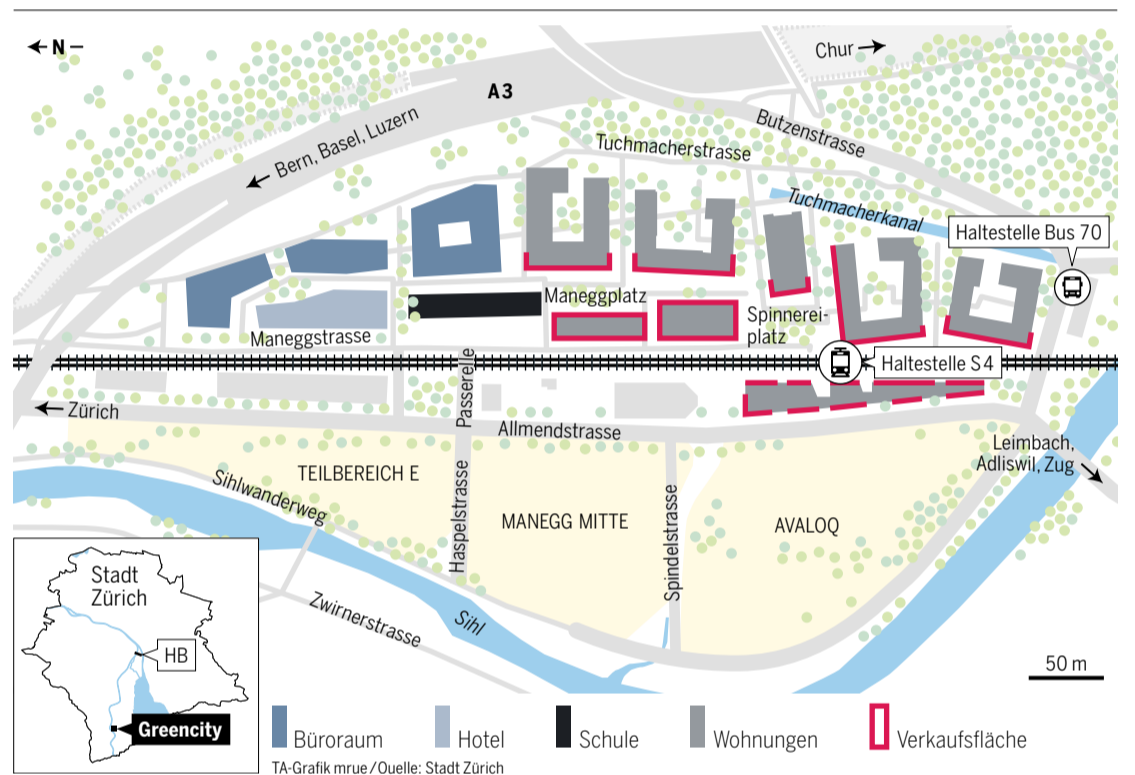 N
Chur
A3
Bern, Basel, Luzern
Butzenstrasse
Tuchmacherstrasse
Tuchmacherkanal
Haltestelle Bus 70
Maneggplatz
Spinnerei-
platz
Maneggstrasse
Haltestelle S 4
Passerelle
Zürich
Allmendstrasse
Leimbach,
Adliswil, Zug
TEILBEREICH E
Sihlwanderweg
Haspelstrasse
MANEGG MITTE
Spindelstrasse
AVALOQ
Stadt
Zürich
HB
Greencity
Zwirnerstrasse
Sihl
50 m
Büroraum
Hotel
Schule
Wohnungen
Verkaufsfläche
TA-Grafik mrue/Quelle: Stadt Zürich